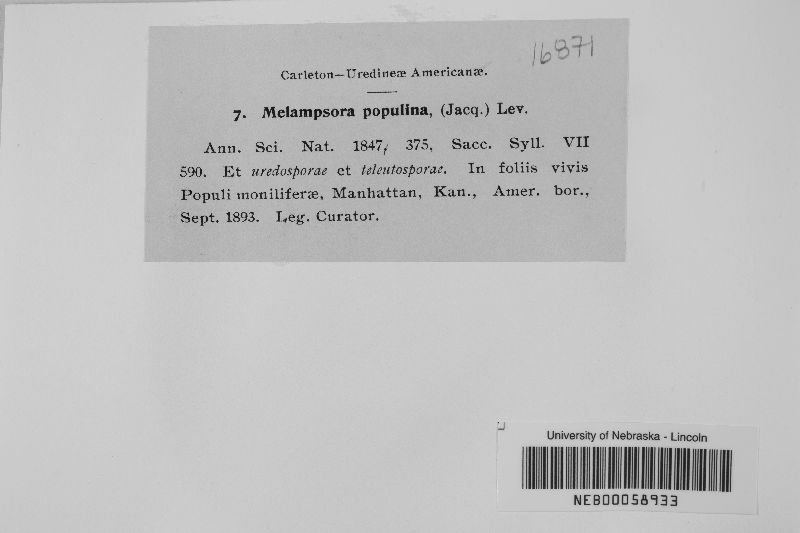 16871
Carleton—Uredineæ Americanæ.
7. Melampsora populina, (Jacq.) Lev.
Ann. Sci. Nat. 1847, 375, Sacc. Syll. VII
590. Et uredosporae et teleutosporae. In foliis vivis
Populi moniliferæ, Manhattan, Kan., Amer. bor.,
Sept. 1893. Leg. Curator.
University of Nebraska - Lincoln
NEB00058933